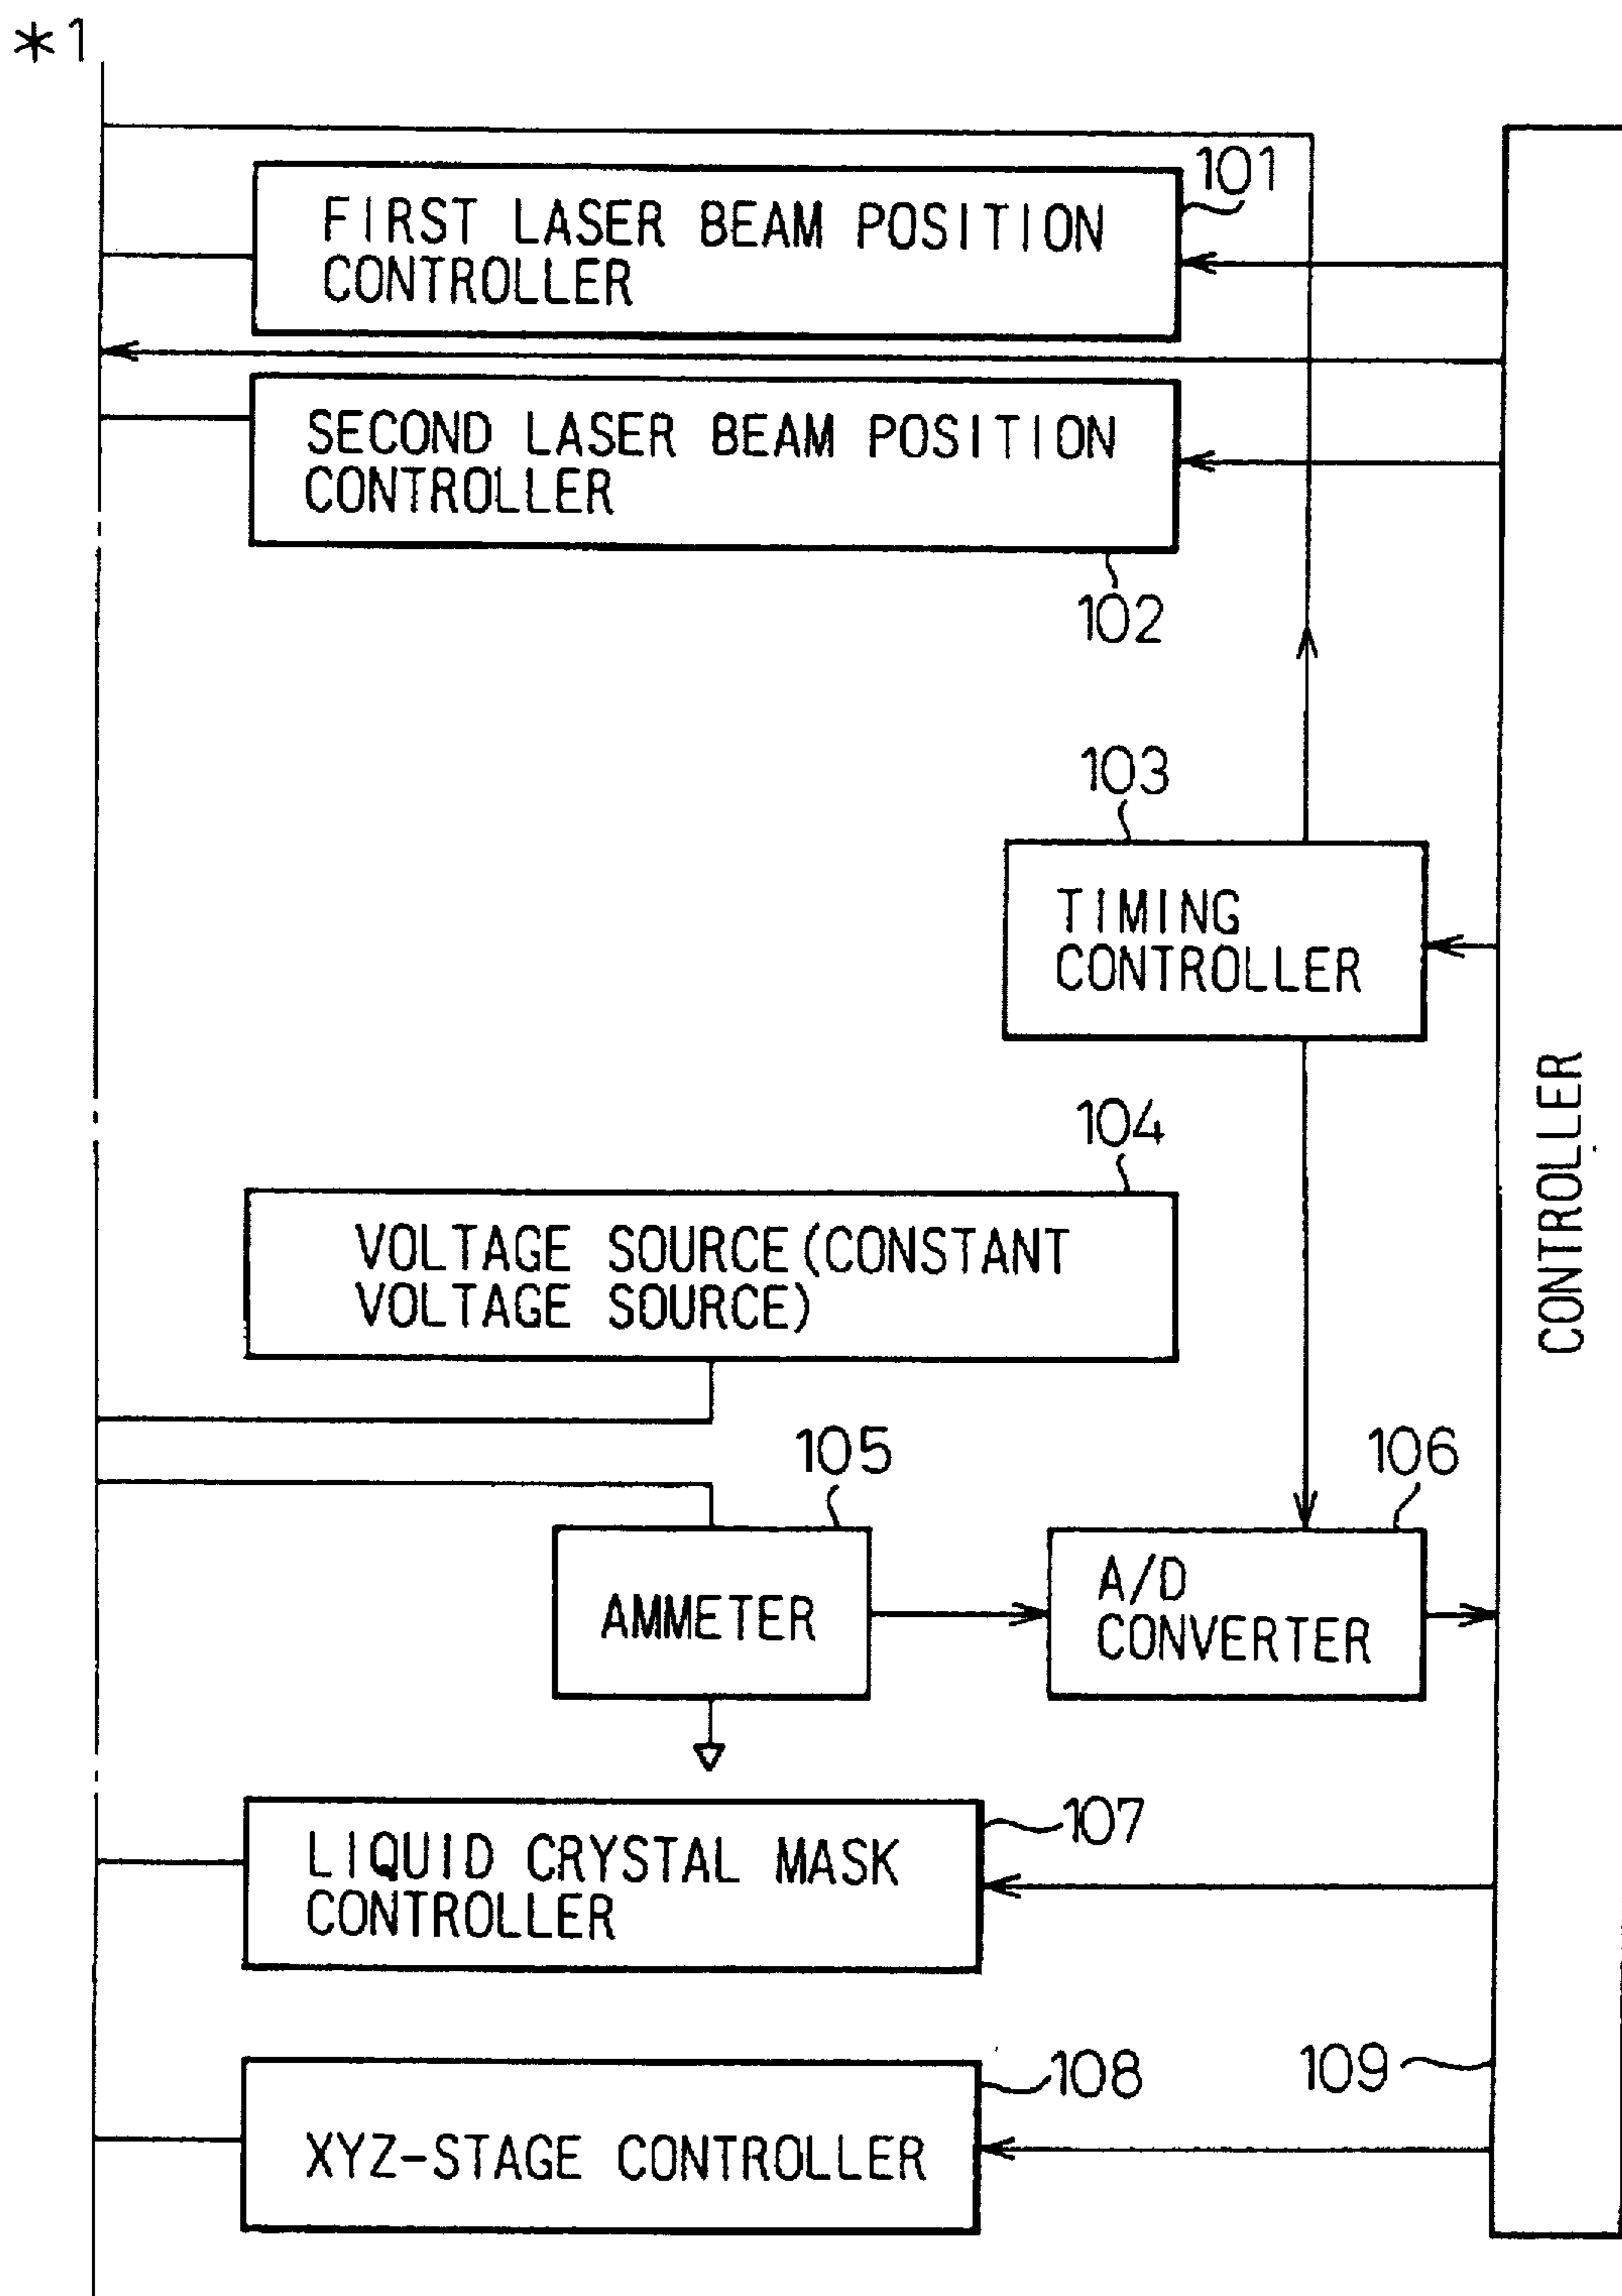 *1
101
FIRST LASER BEAM POSITION
CONTROLLER
SECOND LASER BEAM POSITION
CONTROLLER
102
103
TIMING
CONTROLLER
104
VOLTAGE SOURCE(CONSTANT
VOLTAGE SOURCE)
CONTROLLER
105
106
AMMETER
A/D
CONVERTER
107
LIQUID CRYSTAL MASK
CONTROLLER
108
109
XYZ-STAGE CONTROLLER